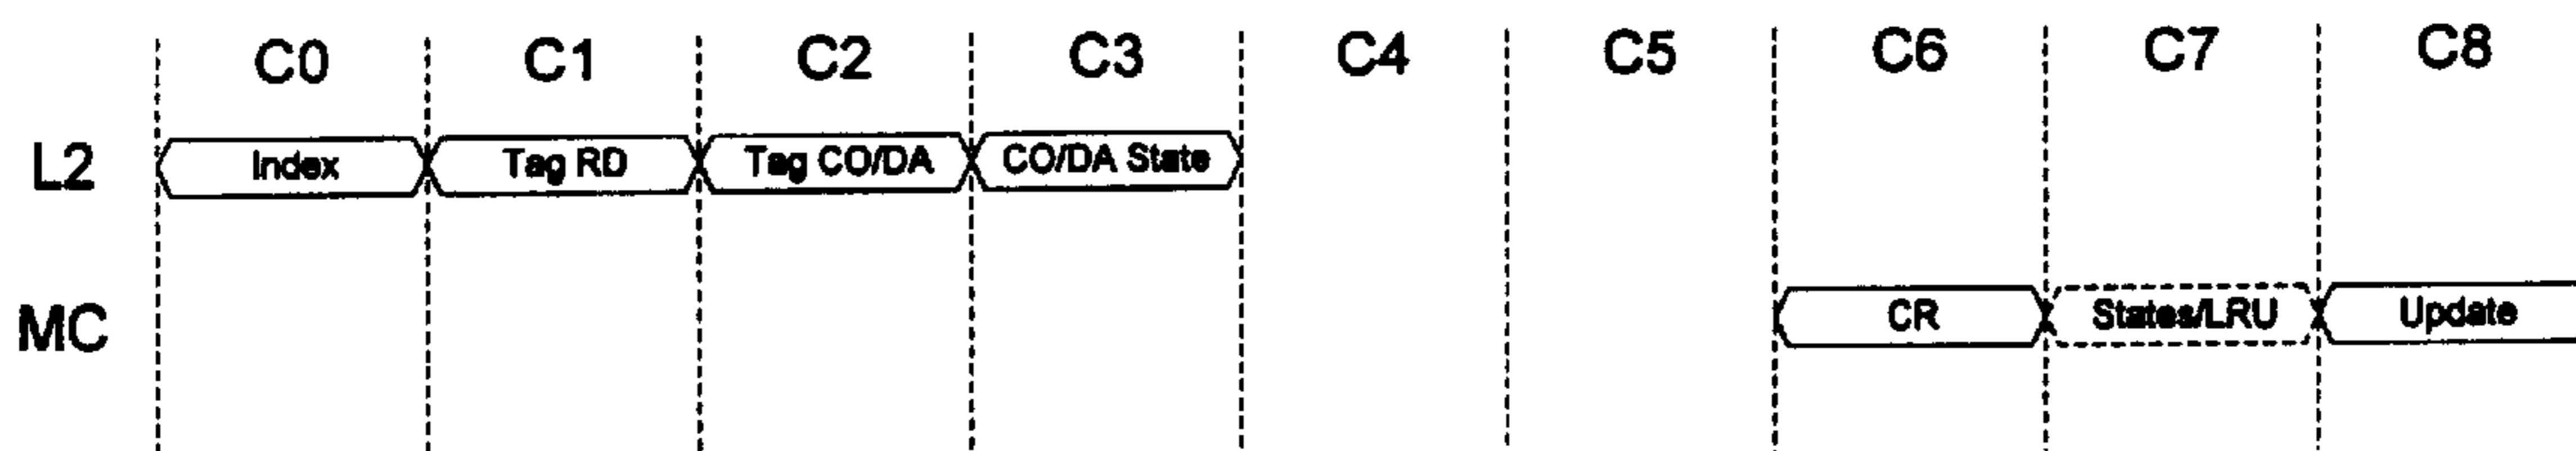 C0 C1 C2 C3 C4 C5 C6 C7 C8
L2 Index Tag RD Tag CO/DA CO/DA State
MC CR States/LRU Update